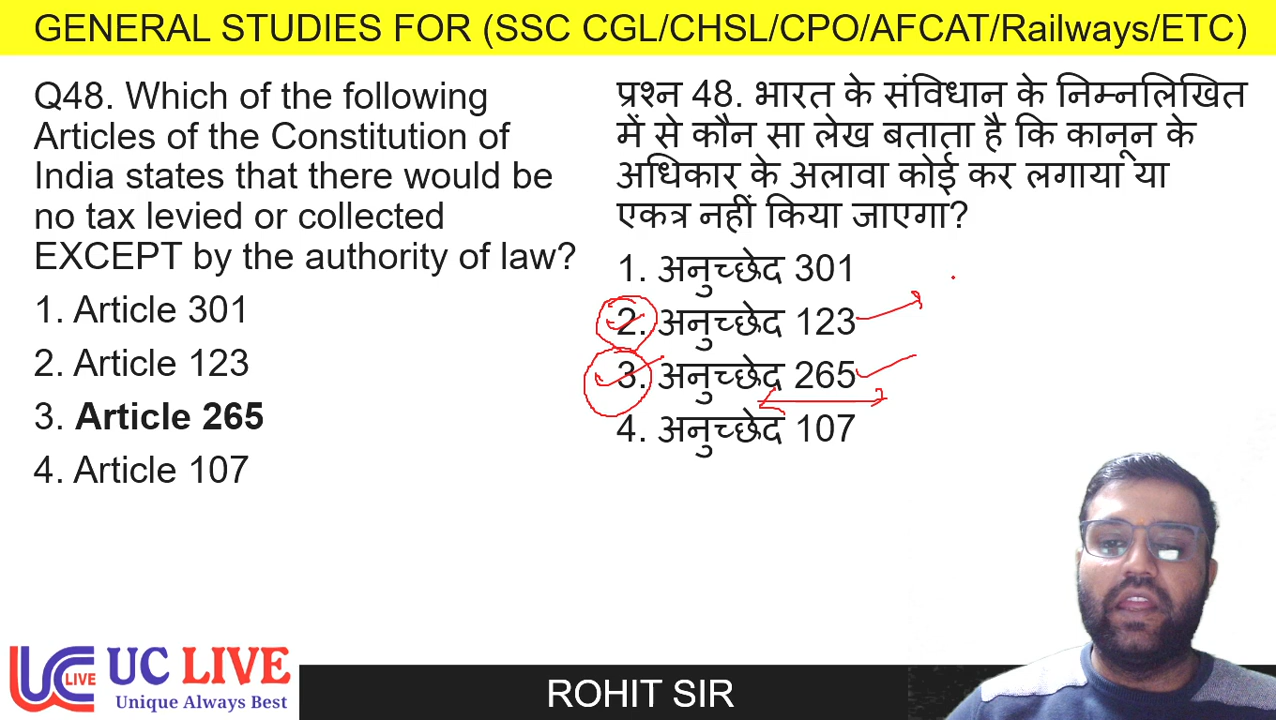 GENERAL STUDIES FOR (SSC CGL/CHSL/CPO/AFCAT/Railways/ETC)
Q48. Which of the following
Articles of the Constitution of
India states that there would be
no tax levied or collected
EXCEPT by the authority of law?
1. Article 301
2. Article 123
3. Article 265
4. Article 107
प्रश्न 48. भारत के संविधान के निम्नलिखित
में से कौन सा लेख बताता है कि कानून के
अधिकार के अलावा कोई कर लगाया या
एकत्र नहीं किया जाएगा?
1. अनुच्छेद 301
2. अनुच्छेद 123
3. अनुच्छेद 265
4. अनुच्छेद 107
LIVE
UC LIVE
Unique Always Best
ROHIT SIR